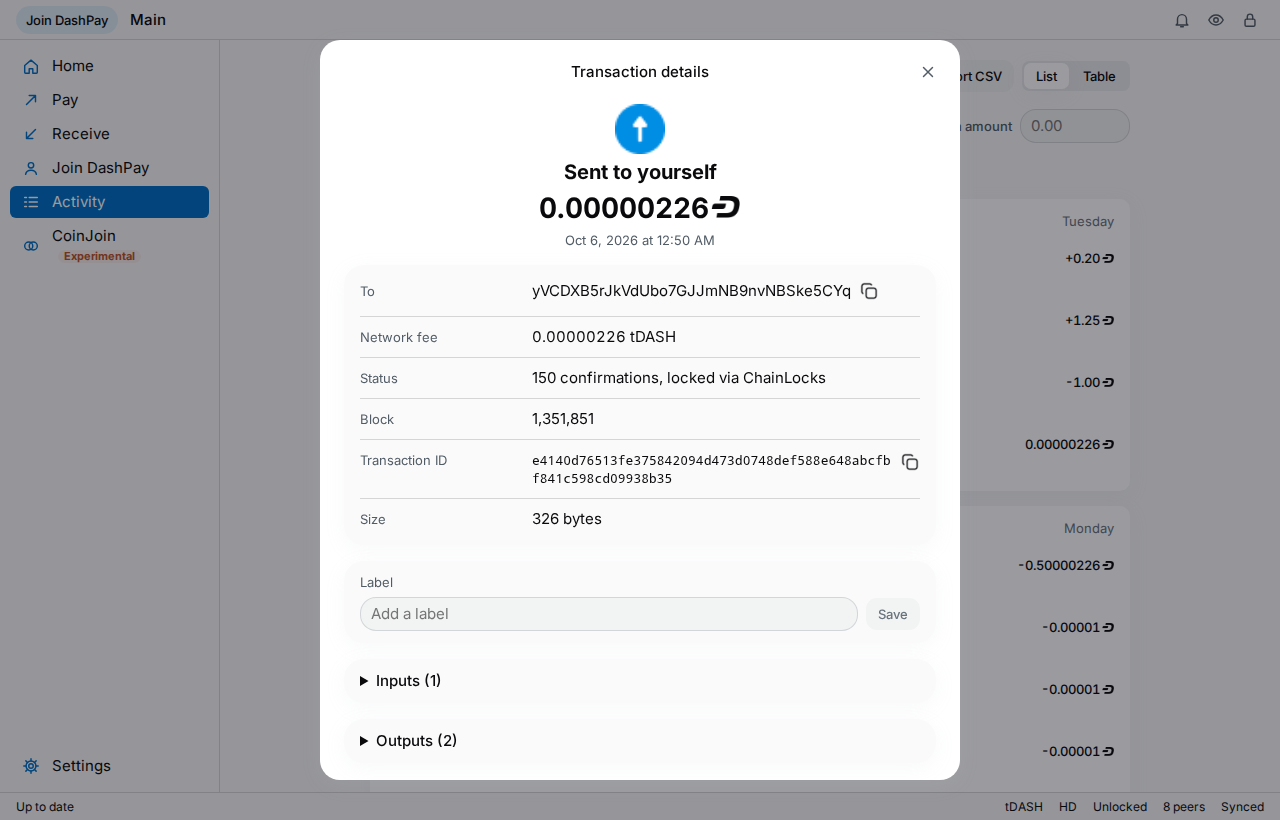 Join DashPay
Main
Home
Pay
Receive
Join DashPay
Activity
CoinJoin
Experimental
Settings
ort CSV
List
Table
amount
0.00
Tuesday
+0.20
+1.25
-1.00
0.00000226
Monday
-0.50000226
-0.00001
-0.00001
-0.00001
Transaction details
Sent to yourself
0.00000226
Oct 6, 2026 at 12:50 AM
To
yVCDXB5rJkVdUbo7GJJmNB9nvNBSke5CYq
Network fee
0.00000226 tDASH
Status
150 confirmations, locked via ChainLocks
Block
1,351,851
Transaction ID
e4140d76513fe375842094d473d0748def588e648abcfb
f841c598cd09938b35
Size
326 bytes
Label
Add a label
Save
Inputs (1)
Outputs (2)
Up to date
tDASH
HD
Unlocked
8 peers
Synced